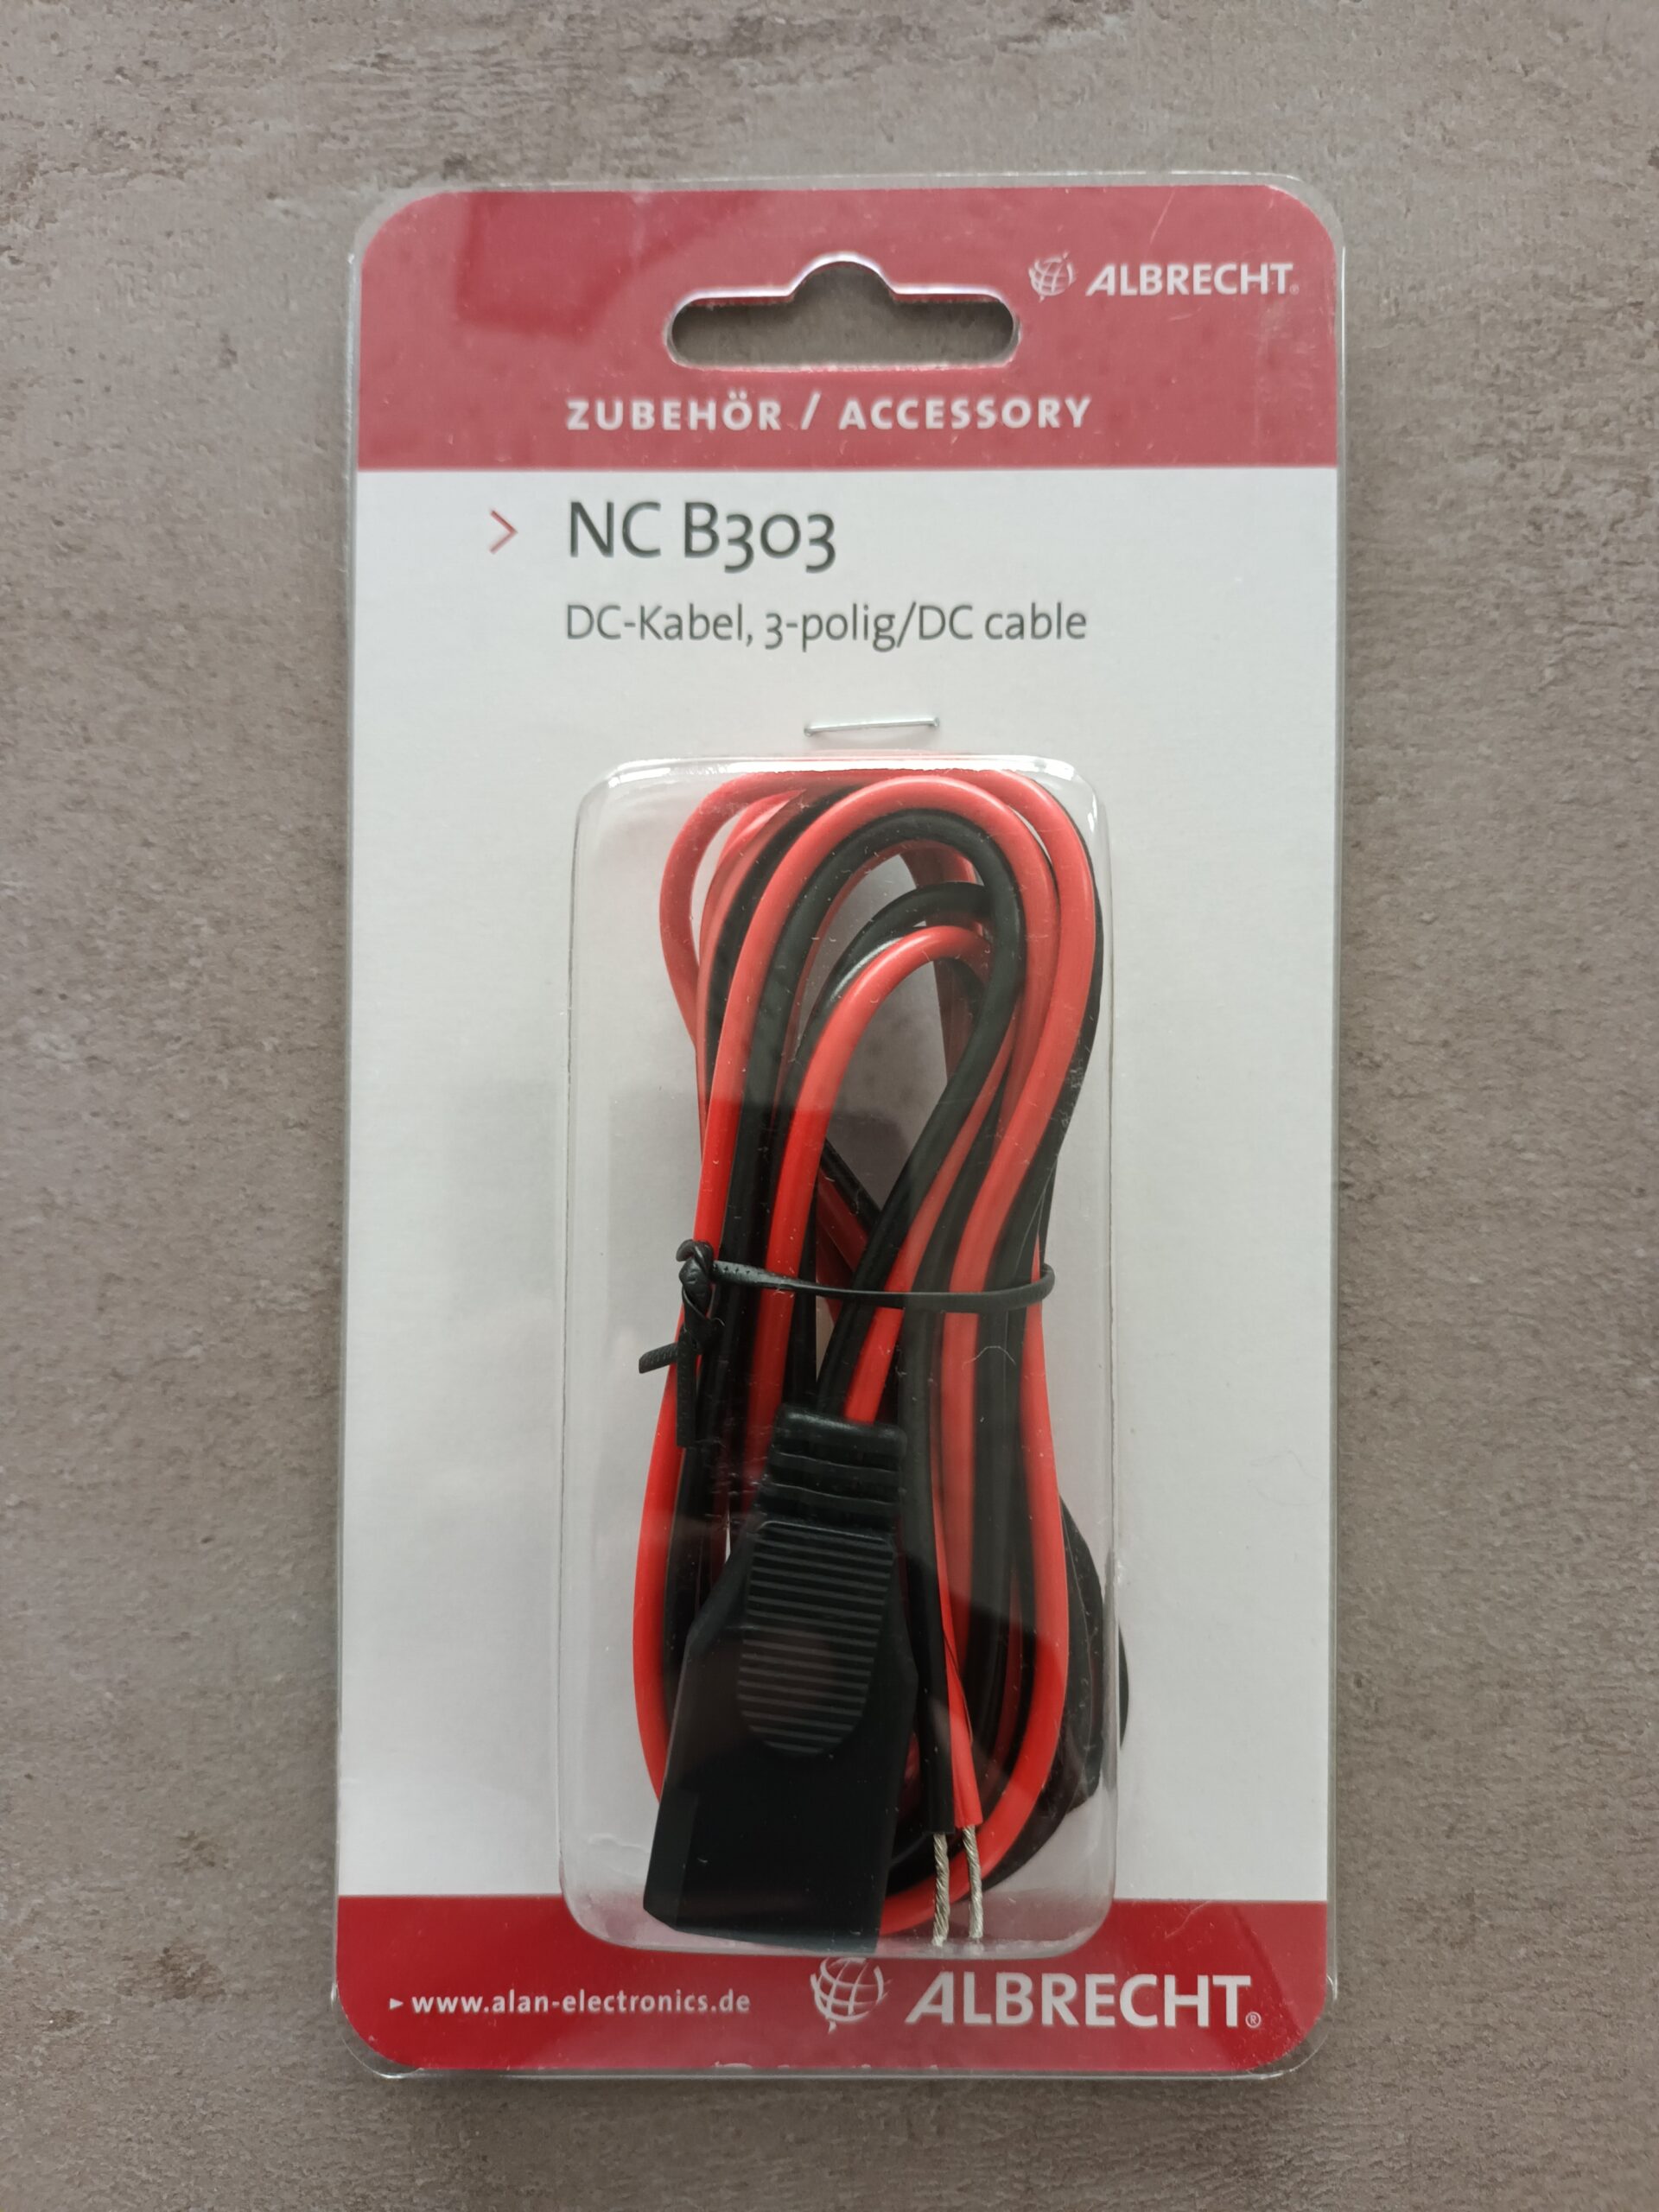 ALBRECHT®
ZUBEHÖR / ACCESSORY
> NC B303
DC-Kabel, 3-polig/DC cable
► www.alan-electronics.de
ALBRECHT®